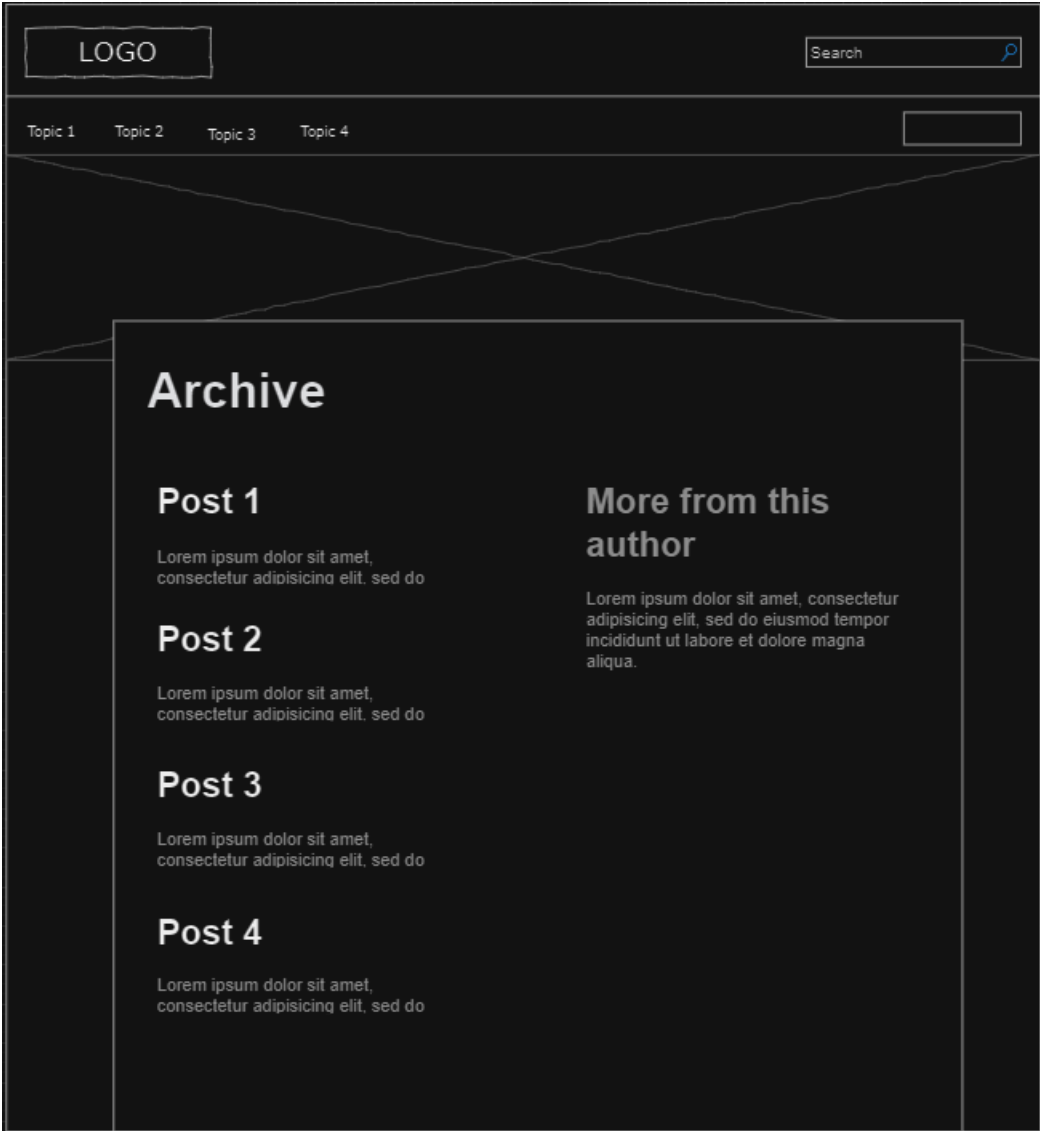 LOGO
Search
Topic 1
Topic 2
Topic 3
Topic 4
Archive
Post 1
Lorem ipsum dolor sit amet,
consectetur adipisicing elit, sed do
Post 2
Lorem ipsum dolor sit amet,
consectetur adipisicing elit, sed do
Post 3
Lorem ipsum dolor sit amet,
consectetur adipisicing elit, sed do
Post 4
Lorem ipsum dolor sit amet,
consectetur adipisicing elit, sed do
More from this
author
Lorem ipsum dolor sit amet, consectetur
adipisicing elit, sed do eiusmod tempor
incididunt ut labore et dolore magna
aliqua.